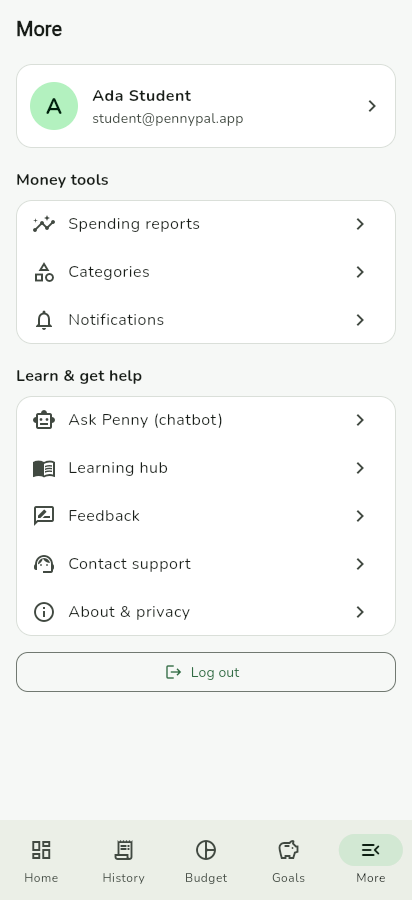 More
A
Ada Student
student@pennypal.app
Money tools
Spending reports
Categories
Notifications
Learn & get help
Ask Penny (chatbot)
Learning hub
Feedback
Contact support
About & privacy
Log out
Home History Budget Goals More